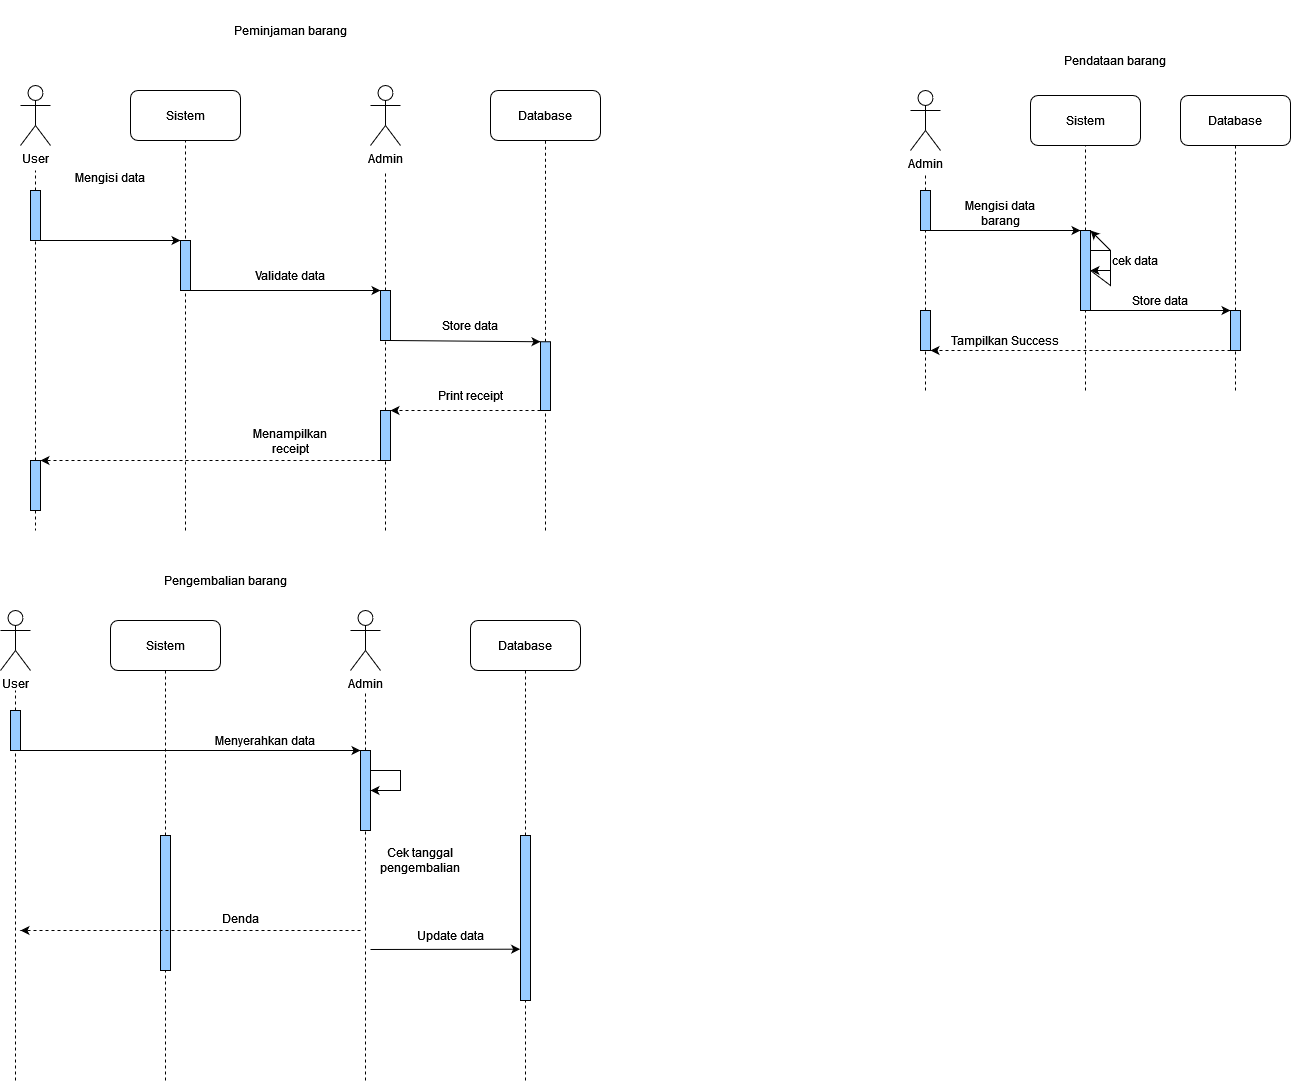 Peminjaman barang
User
Sistem
Admin
Database
Mengisi data
Validate data
Store data
Print receipt
Menampilkan
receipt
Pendataan barang
Admin
Sistem
Database
Mengisi data
barang
cek data
Store data
Tampilkan Success
Pengembalian barang
User
Sistem
Admin
Database
Menyerahkan data
Cek tanggal
pengembalian
Denda
Update data